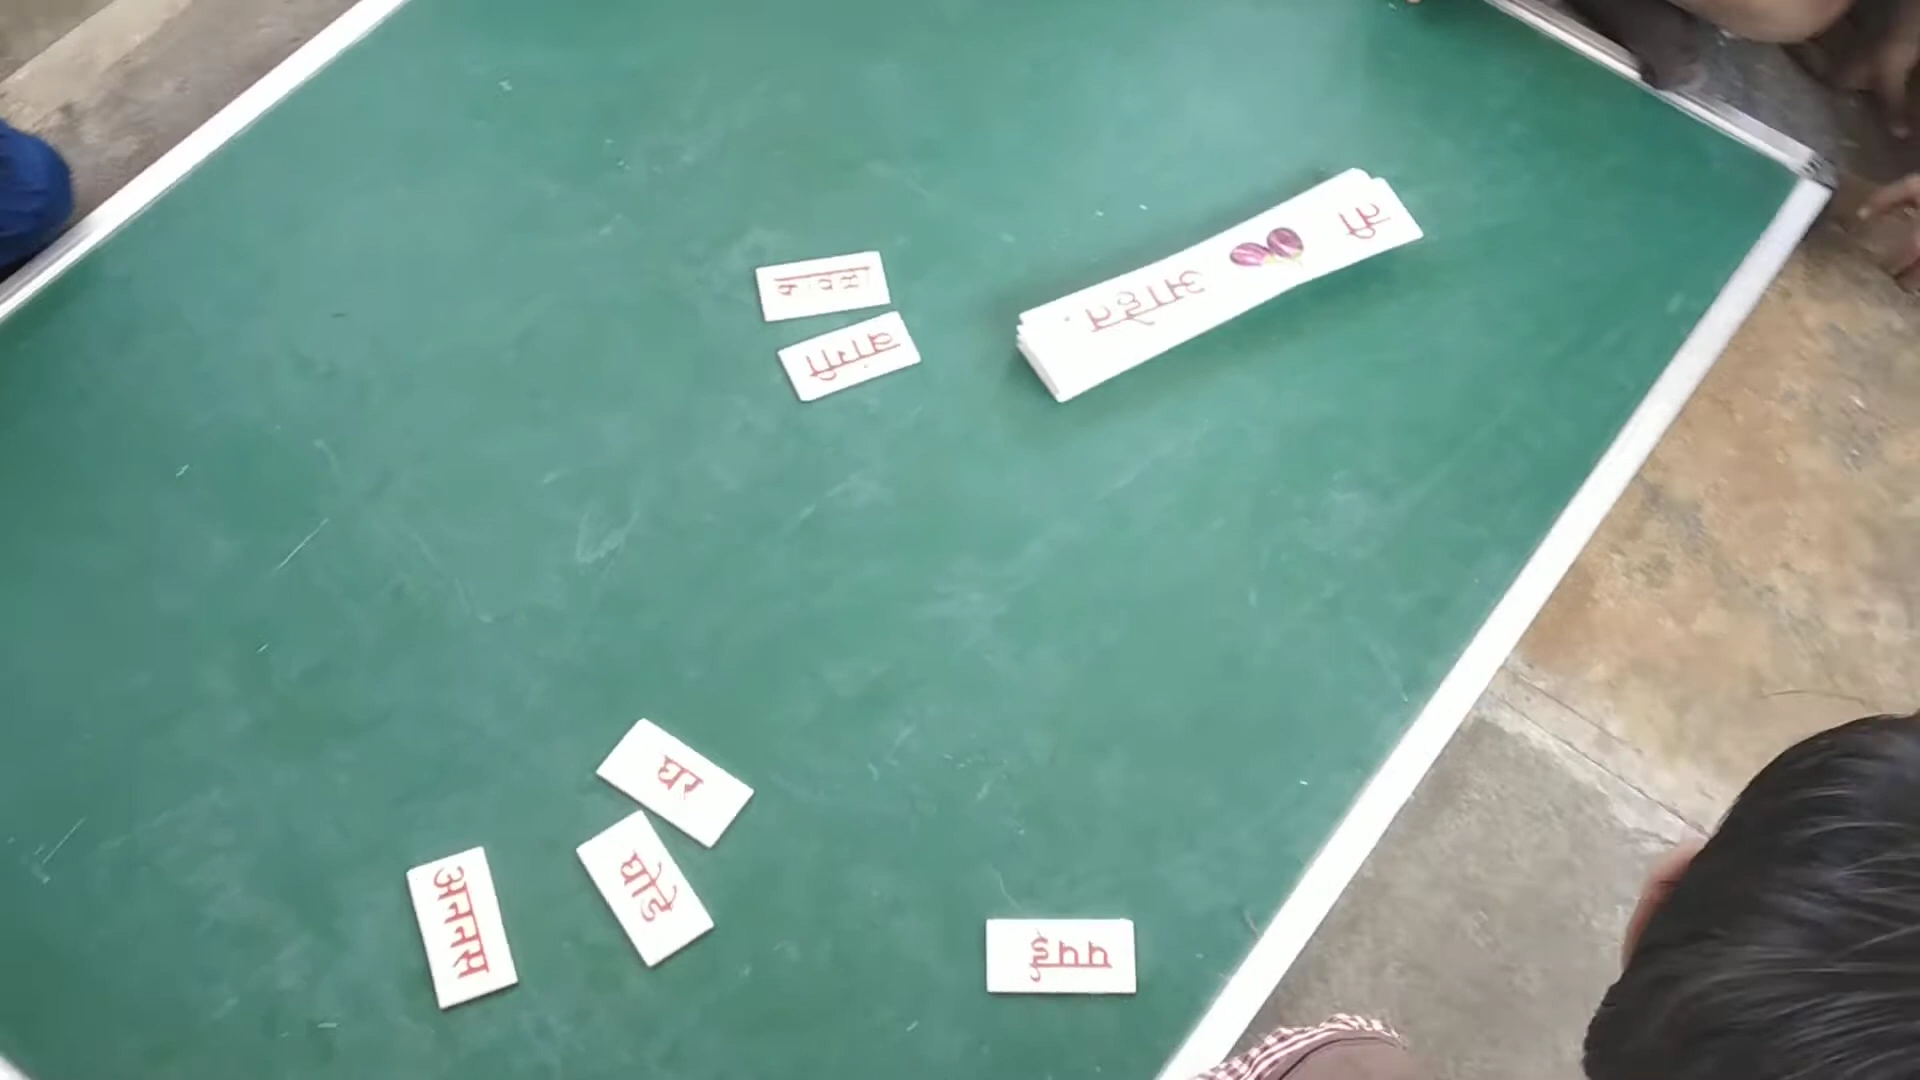 ती आहेत
वांगी
घर
घोडा
अननस
पपई